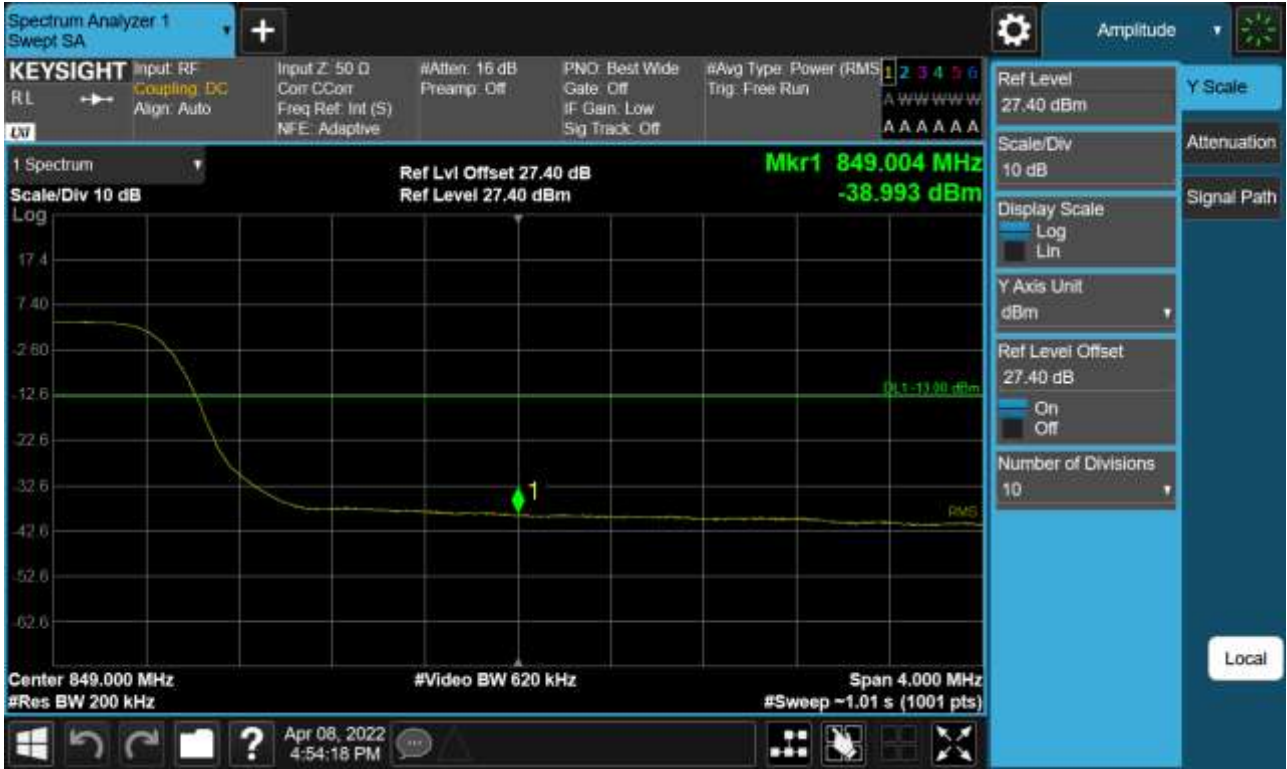 Spectrum Analyzer 1
Swept SA
Amplitude
KEYSIGHT
RL
LXI
Input: RF
Coupling: DC
Align: Auto
Input Z: 50 Ω
Corr CCorr
Freq Ref: Int (S)
NFE: Adaptive
#Atten: 16 dB
Preamp: Off
PNO: Best Wide
Gate: Off
IF Gain: Low
Sig Track: Off
#Avg Type: Power (RMS
Trig: Free Run
1 2 3 4 5 6
A W W W W W
A A A A A A
1 Spectrum
Scale/Div 10 dB
Ref Lvl Offset 27.40 dB
Ref Level 27.40 dBm
Mkr1 849.004 MHz
-38.993 dBm
Log
17.4
7.40
-2.60
-12.6
-22.6
-32.6
-42.6
-52.6
-62.6
DL1 -13.00 dBm
1
RMS
Center 849.000 MHz
#Res BW 200 kHz
#Video BW 620 kHz
Span 4.000 MHz
#Sweep ~1.01 s (1001 pts)
Ref Level
27.40 dBm
Scale/Div
10 dB
Display Scale
Log
Lin
Y Axis Unit
dBm
Ref Level Offset
27.40 dB
On
Off
Number of Divisions
10
Y Scale
Attenuation
Signal Path
Local
?
Apr 08, 2022
4:54:18 PM